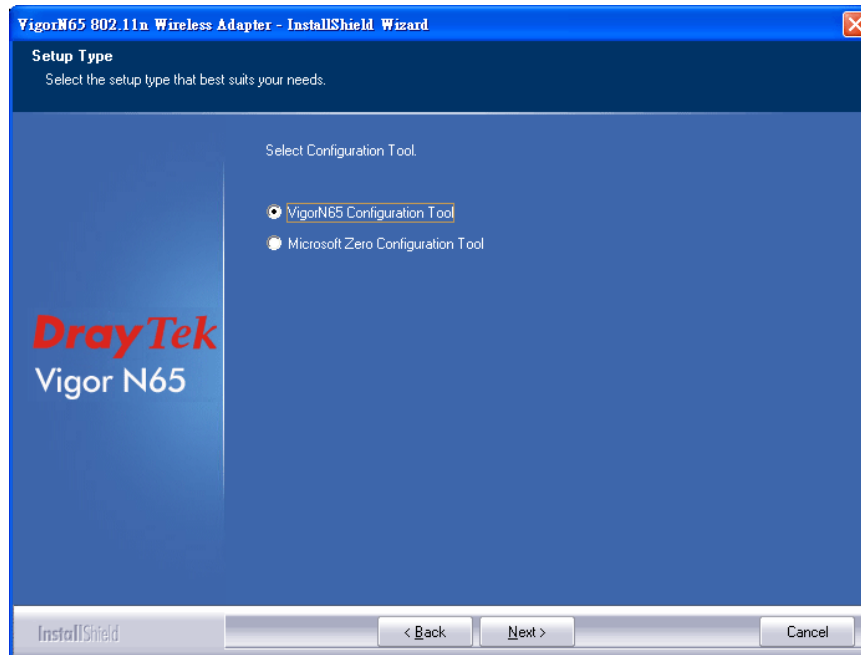 VigorN65 802.11n Wireless Adapter - InstallShield Wizard
Setup Type
Select the setup type that best suits your needs.
Select Configuration Tool.
VigorN65 Configuration Tool
Microsoft Zero Configuration Tool
DrayTek
Vigor N65
InstallShield
< Back
Next >
Cancel